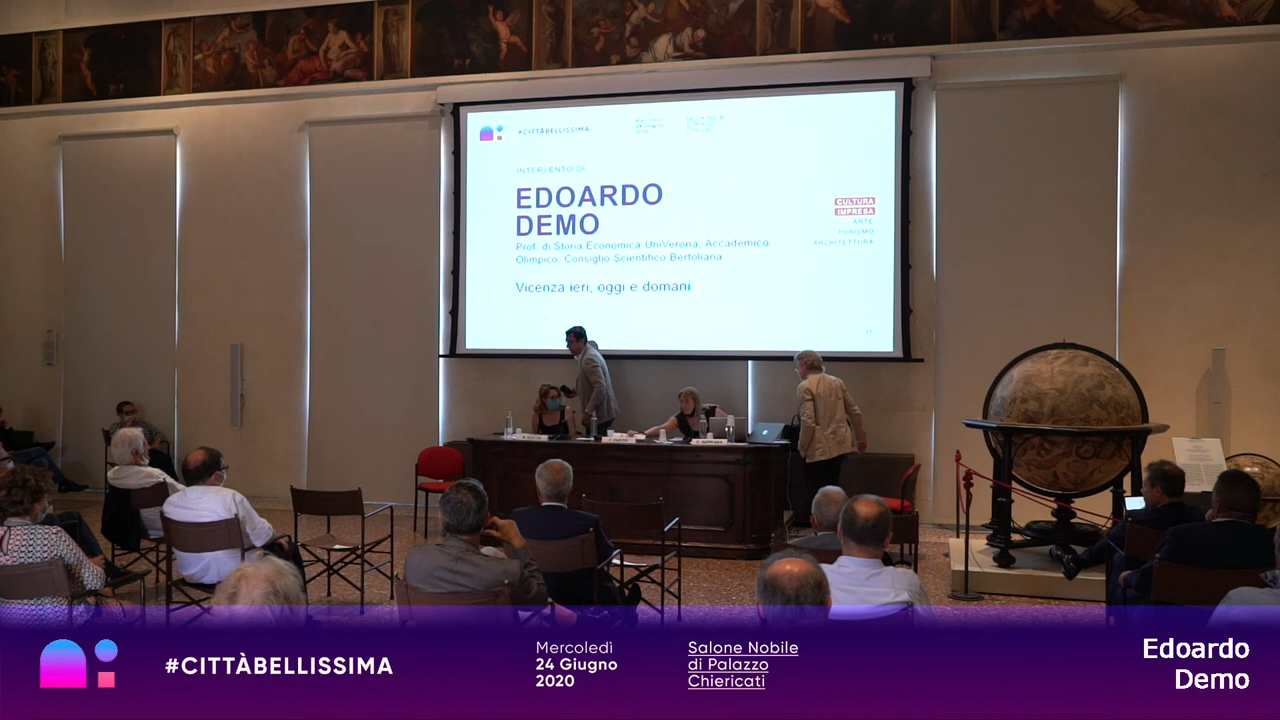 #CITTÀBELLISSIMA
INTERVENTO DI
EDOARDO
DEMO
Prof. di Storia Economica UniVerona, Accademico
Olimpico, Consiglio Scientifico Bertoliana
Vicenza ieri, oggi e domani
CULTURA
IMPRESA
ARTE
TURISMO
ARCHITETTURA
#CITTÀBELLISSIMA
Mercoledì
24 Giugno
2020
Salone Nobile
di Palazzo
Chiericati
Edoardo
Demo